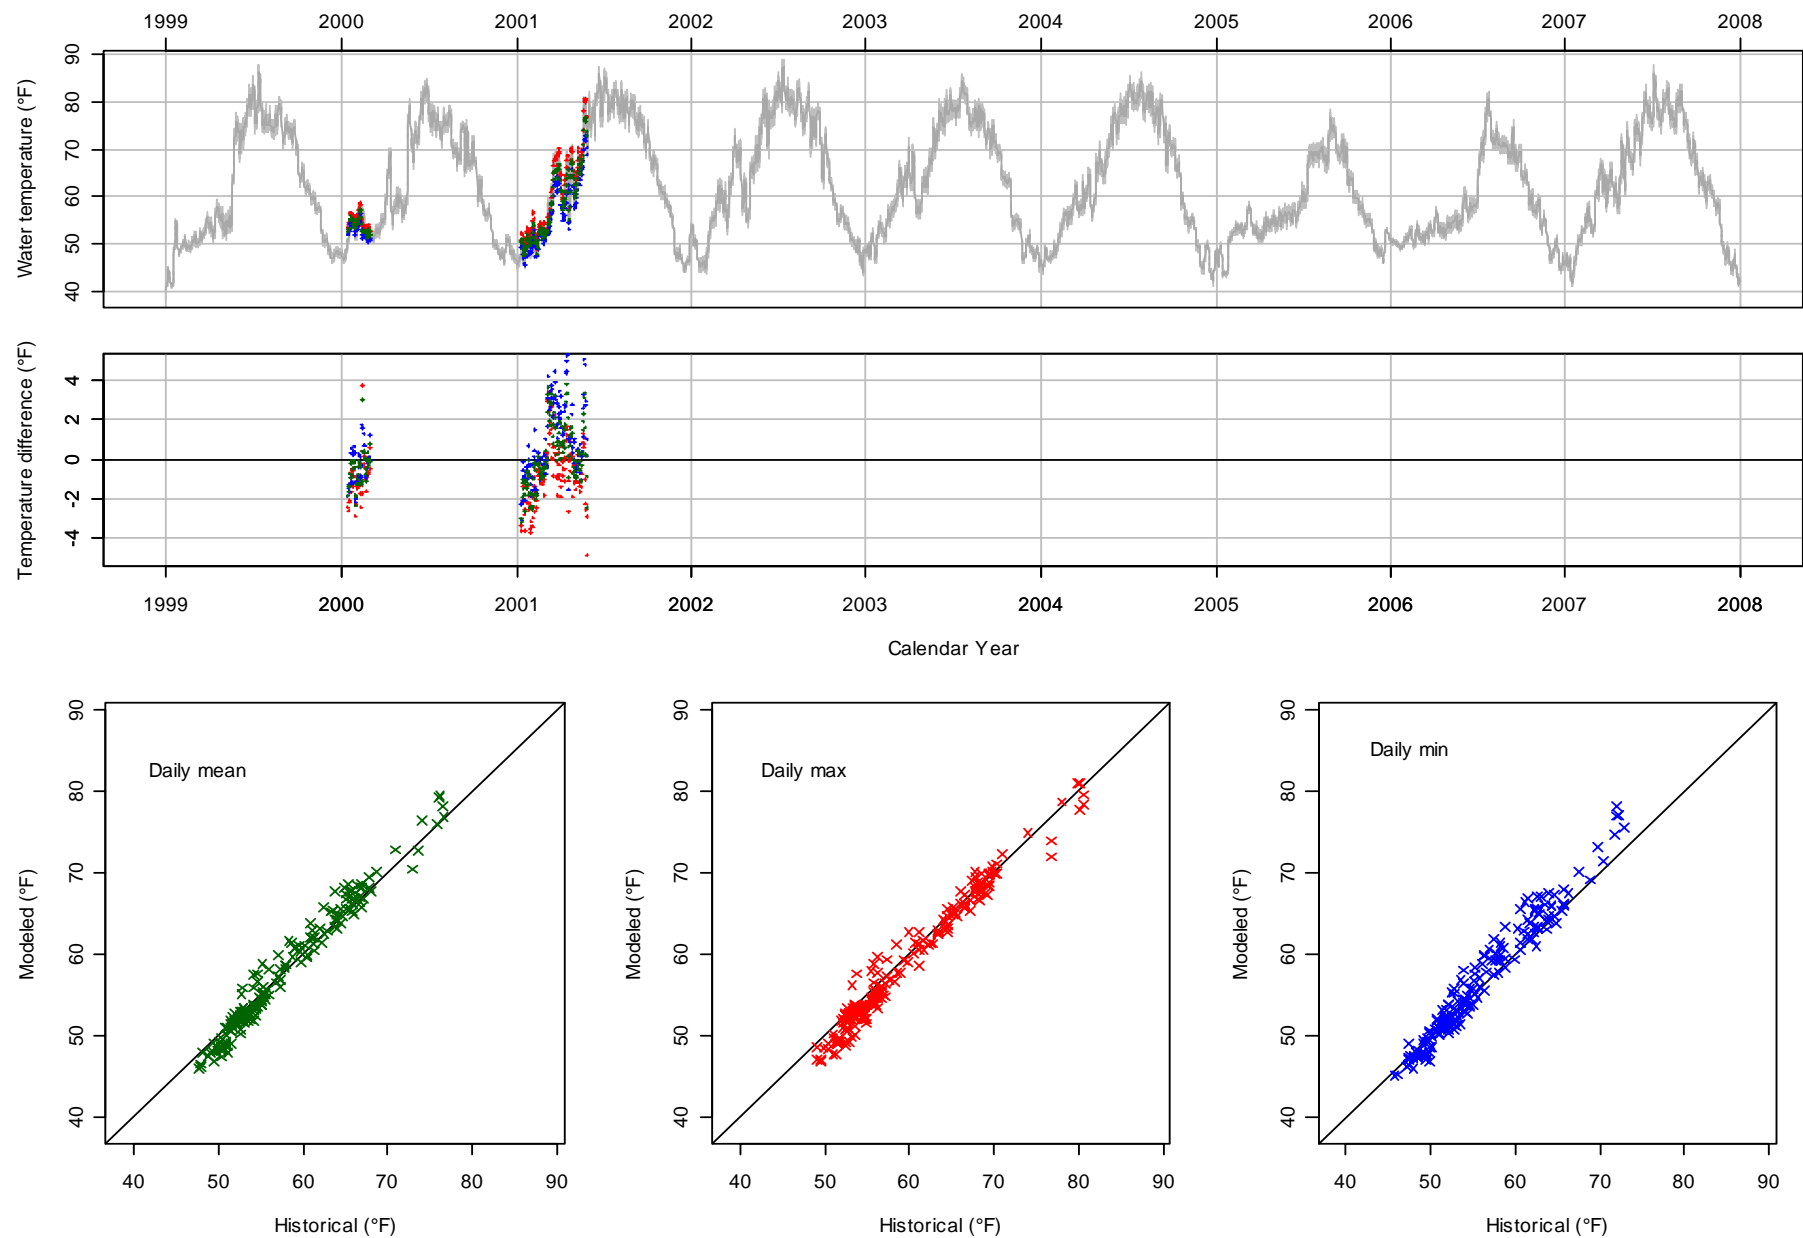 1999 2000 2001 2002 2003 2004 2005 2006 2007 2008
Water temperature (°F)
90
80
70
60
50
40
Temperature difference (°F)
4
2
0
-2
-4
1999 2000 2001 2002 2003 2004 2005 2006 2007 2008
Calendar Year
Modeled (°F)
90
80
70
60
50
40
Daily mean
40 50 60 70 80 90
Historical (°F)
Modeled (°F)
90
80
70
60
50
40
Daily max
40 50 60 70 80 90
Historical (°F)
Modeled (°F)
90
80
70
60
50
40
Daily min
40 50 60 70 80 90
Historical (°F)